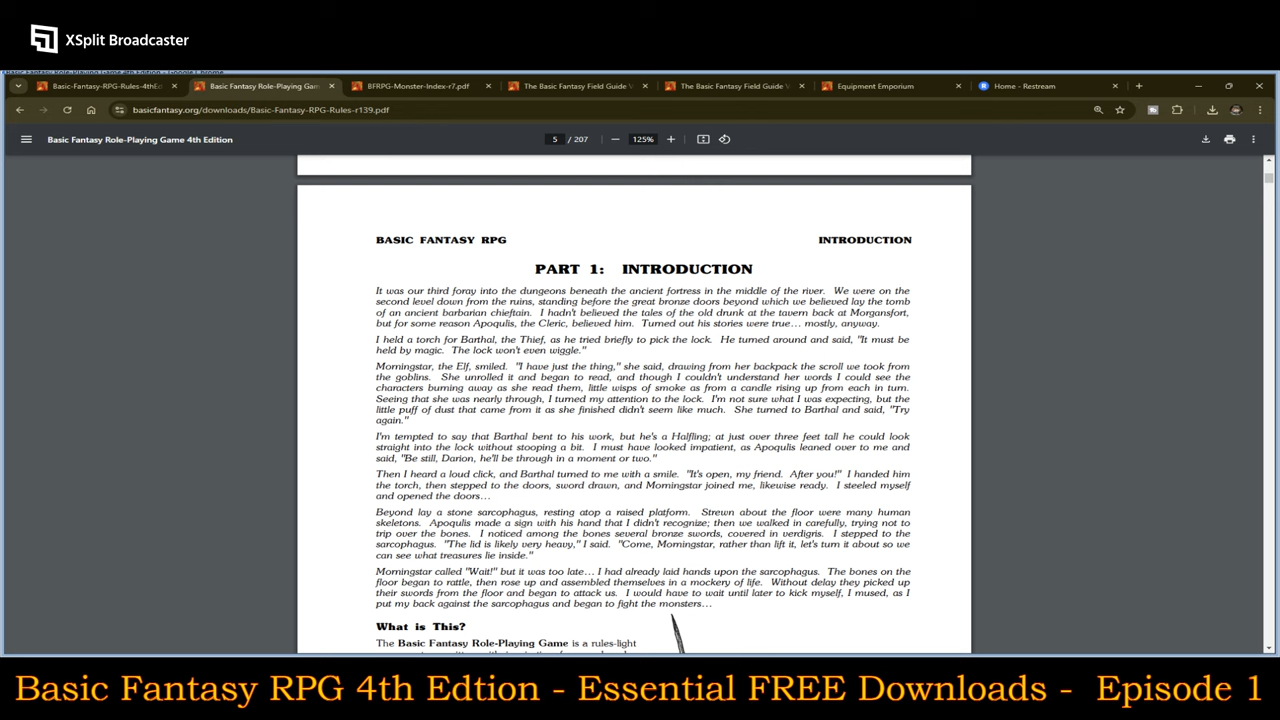 XSplit Broadcaster
Basic Fantasy Role-Playing Game 4th Edition - Google Chrome
Basic-Fantasy-RPG-Rules-4thEd
Basic Fantasy Role-Playing Gam
BFRPG-Monster-Index-r7.pdf
The Basic Fantasy Field Guide V
The Basic Fantasy Field Guide V
Equipment Emporium
Home - Restream
basicfantasy.org/downloads/Basic-Fantasy-RPG-Rules-r139.pdf
Basic Fantasy Role-Playing Game 4th Edition
5 / 207
125%
BASIC FANTASY RPG
INTRODUCTION
PART 1: INTRODUCTION
It was our third foray into the dungeons beneath the ancient fortress in the middle of the river. We were on the
second level down from the ruins, standing before the great bronze doors beyond which we believed lay the tomb
of an ancient barbarian chieftain. I hadn't believed the tales of the old drunk at the tavern back at Morgansfort,
but for some reason Apoqulis, the Cleric, believed him. Turned out his stories were true... mostly, anyway.
I held a torch for Barthal, the Thief, as he tried briefly to pick the lock. He turned around and said, "It must be
held by magic. The lock won't even wiggle."
Morningstar, the Elf, smiled. "I have just the thing," she said, drawing from her backpack the scroll we took from
the goblins. She unrolled it and began to read, and though I couldn't understand her words I could see the
characters burning away as she read them, little wisps of smoke as from a candle rising up from each in turn.
Seeing that she was nearly through, I turned my attention to the lock. I'm not sure what I was expecting, but the
little puff of dust that came from it as she finished didn't seem like much. She turned to Barthal and said, "Try
again."
I'm tempted to say that Barthal bent to his work, but he's a Halfling; at just over three feet tall he could look
straight into the lock without stooping a bit. I must have looked impatient, as Apoqulis leaned over to me and
said, "Be still, Darion, he'll be through in a moment or two."
Then I heard a loud click, and Barthal turned to me with a smile. "It's open, my friend. After you!" I handed him
the torch, then stepped to the doors, sword drawn, and Morningstar joined me, likewise ready. I steeled myself
and opened the doors...
Beyond lay a stone sarcophagus, resting atop a raised platform. Strewn about the floor were many human
skeletons. Apoqulis made a sign with his hand that I didn't recognize; then we walked in carefully, trying not to
trip over the bones. I noticed among the bones several bronze swords, covered in verdigris. I stepped to the
sarcophagus. "The lid is likely very heavy," I said. "Come, Morningstar, rather than lift it, let's turn it about so we
can see what treasures lie inside."
Morningstar called "Wait!" but it was too late... I had already laid hands upon the sarcophagus. The bones on the
floor began to rattle, then rose up and assembled themselves in a mockery of life. Without delay they picked up
their swords from the floor and began to attack us. I would have to wait until later to kick myself, I mused, as I
put my back against the sarcophagus and began to fight the monsters...
What is This?
The Basic Fantasy Role-Playing Game is a rules-light
Basic Fantasy RPG 4th Edtion - Essential FREE Downloads - Episode 1